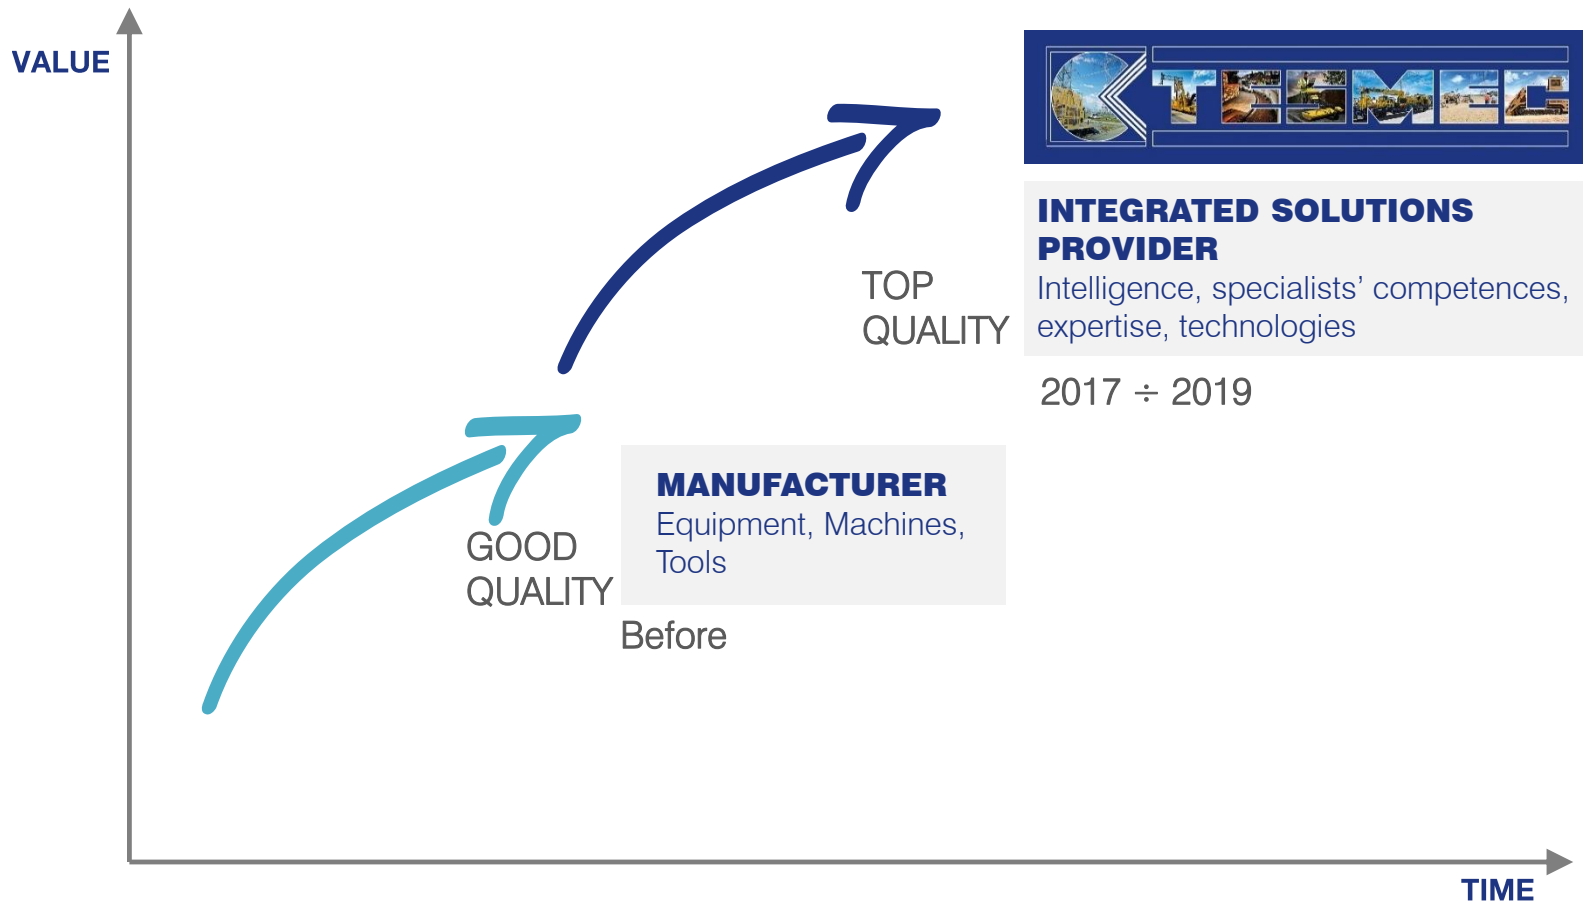 VALUE
TESMEC
INTEGRATED SOLUTIONS
PROVIDER
Intelligence, specialists’ competences,
expertise, technologies
TOP
QUALITY
2017 ÷ 2019
MANUFACTURER
Equipment, Machines,
Tools
GOOD
QUALITY
Before
TIME